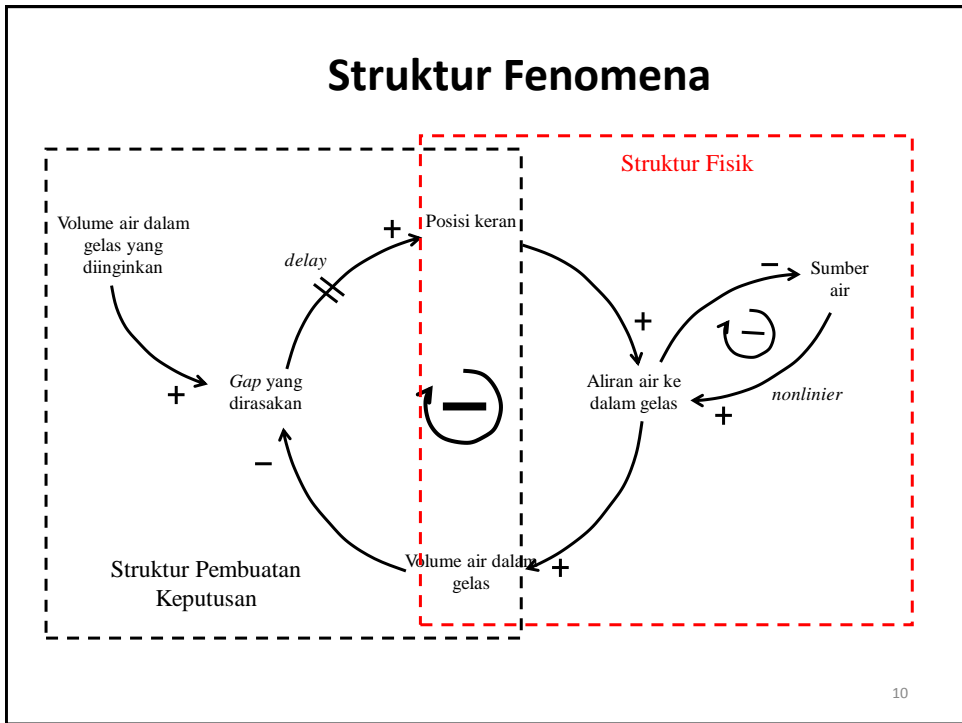 Struktur Fenomena
Struktur Fisik
Volume air dalam
gelas yang
diinginkan
delay
+
Posisi keran
−
Sumber
air
+
−
+
Gap yang
dirasakan
−
Aliran air ke
dalam gelas
nonlinier
+
−
Volume air dalam
gelas
+
Struktur Pembuatan
Keputusan
10